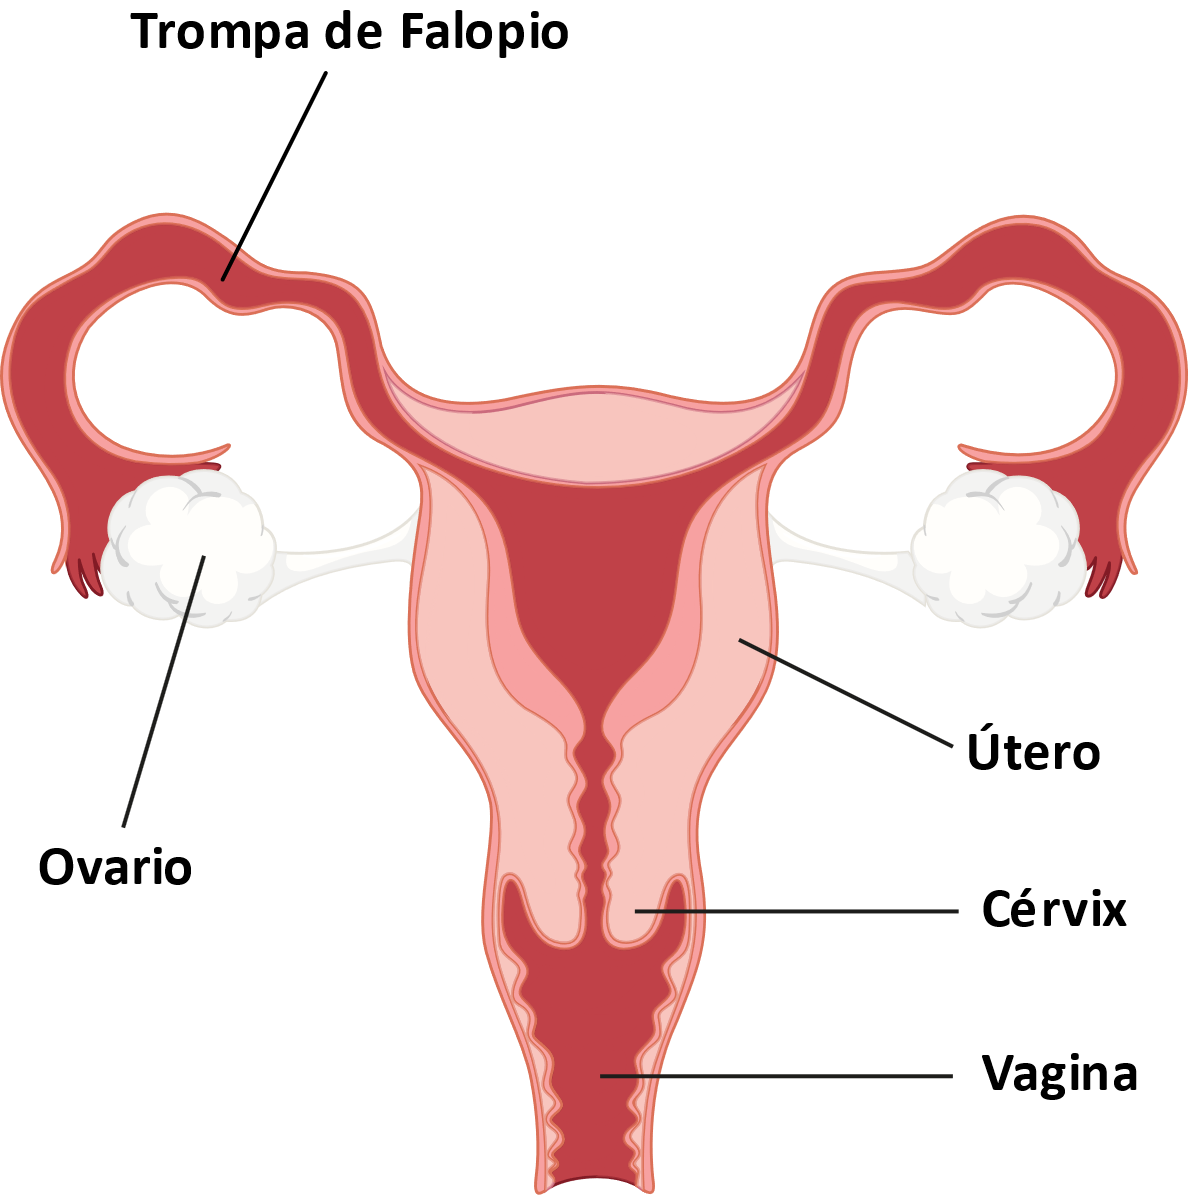 Trompa de Falopio
Útero
Ovario
Cérvix
Vagina